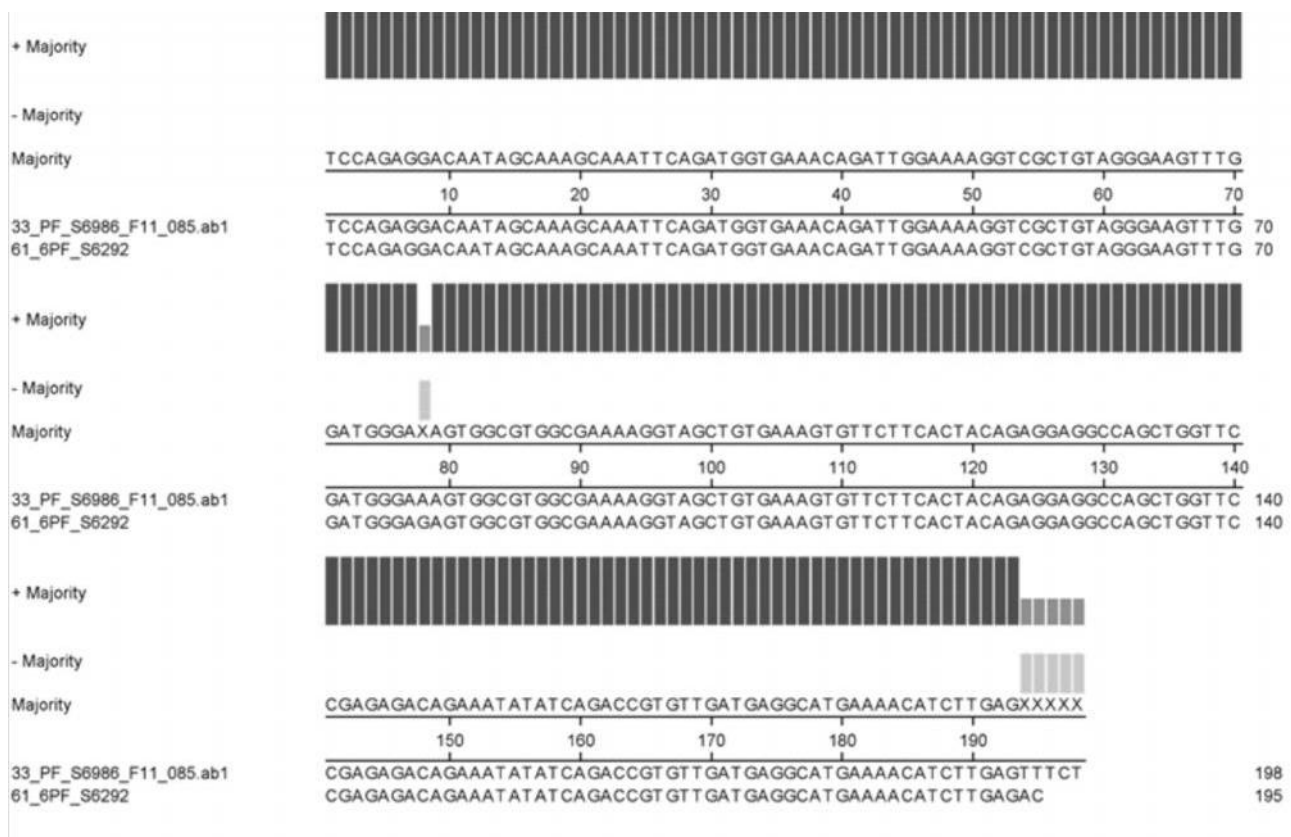 + Majority
- Majority
Majority TCCAGAGGACAATAGCAAAGCAAATTCAGATGGTGAAACAGATTGGAAAAGGTCGCTGTAGGGAAGTTTG
10 20 30 40 50 60 70
33_PF_S6986_F11_085.ab1 TCCAGAGGACAATAGCAAAGCAAATTCAGATGGTGAAACAGATTGGAAAAGGTCGCTGTAGGGAAGTTTG 70
61_6PF_S6292 TCCAGAGGACAATAGCAAAGCAAATTCAGATGGTGAAACAGATTGGAAAAGGTCGCTGTAGGGAAGTTTG 70
+ Majority
- Majority
Majority GATGGGAXAGTGGCGTGGCGAAAAGGTAGCTGTGAAAGTGTTCTTCACTACAGAGGAGGCCAGCTGGTTC
80 90 100 110 120 130 140
33_PF_S6986_F11_085.ab1 GATGGGAAAGTGGCGTGGCGAAAAGGTAGCTGTGAAAGTGTTCTTCACTACAGAGGAGGCCAGCTGGTTC 140
61_6PF_S6292 GATGGGAGAGTGGCGTGGCGAAAAGGTAGCTGTGAAAGTGTTCTTCACTACAGAGGAGGCCAGCTGGTTC 140
+ Majority
- Majority
Majority CGAGAGACAGAAATATATCAGACCGTGTTGATGAGGCATGAAAACATCTTGAGXXXXX
150 160 170 180 190
33_PF_S6986_F11_085.ab1 CGAGAGACAGAAATATATCAGACCGTGTTGATGAGGCATGAAAACATCTTGAGTTTCT 198
61_6PF_S6292 CGAGAGACAGAAATATATCAGACCGTGTTGATGAGGCATGAAAACATCTTGAGAC 195